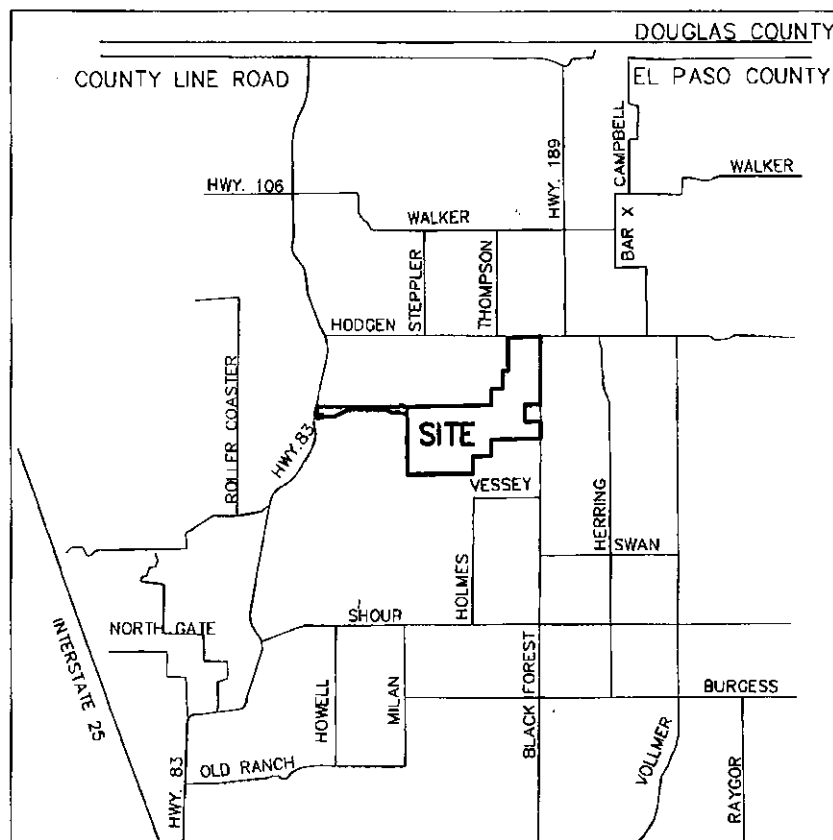 DOUGLAS COUNTY
COUNTY LINE ROAD
EL PASO COUNTY
CAMPBELL
HWY. 189
WALKER
HWY. 106
WALKER
BAR X
STEPPLER
THOMPSON
HODGEN
ROLLER COASTER
HWY.83
SITE
VESSEY
HERRING
SWAN
HOLMES
SHOUR
NORTH GATE
INTERSTATE 25
HOWELL
MILAN
BLACK FOREST
BURGESS
VOLLMER
OLD RANCH
HWY. 83
RAYGOR